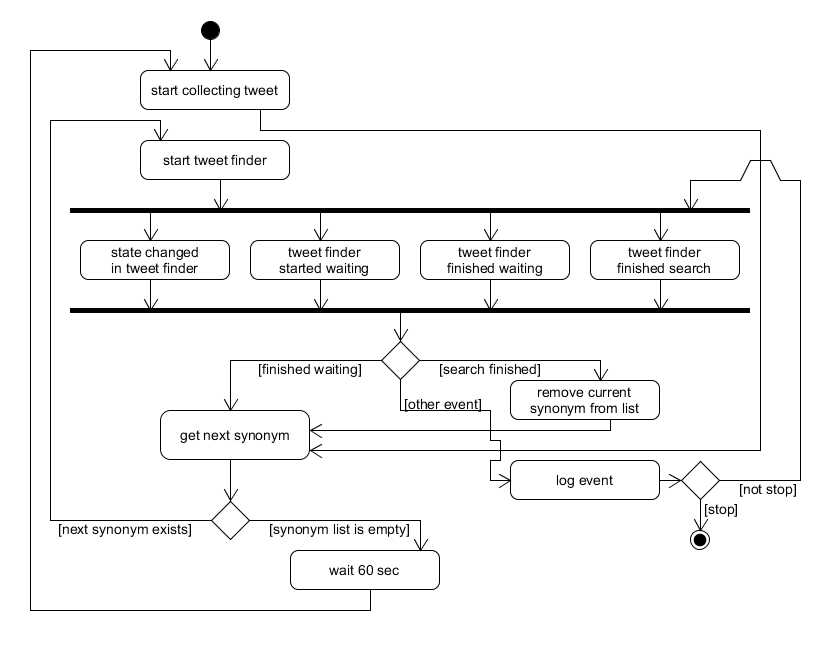 start collecting tweet
start tweet finder
state changed
in tweet finder
tweet finder
started waiting
tweet finder
finished waiting
tweet finder
finished search
[finished waiting]
[search finished]
remove current
synonym from list
[other event]
get next synonym
log event
[not stop]
[stop]
[next synonym exists]
[synonym list is empty]
wait 60 sec